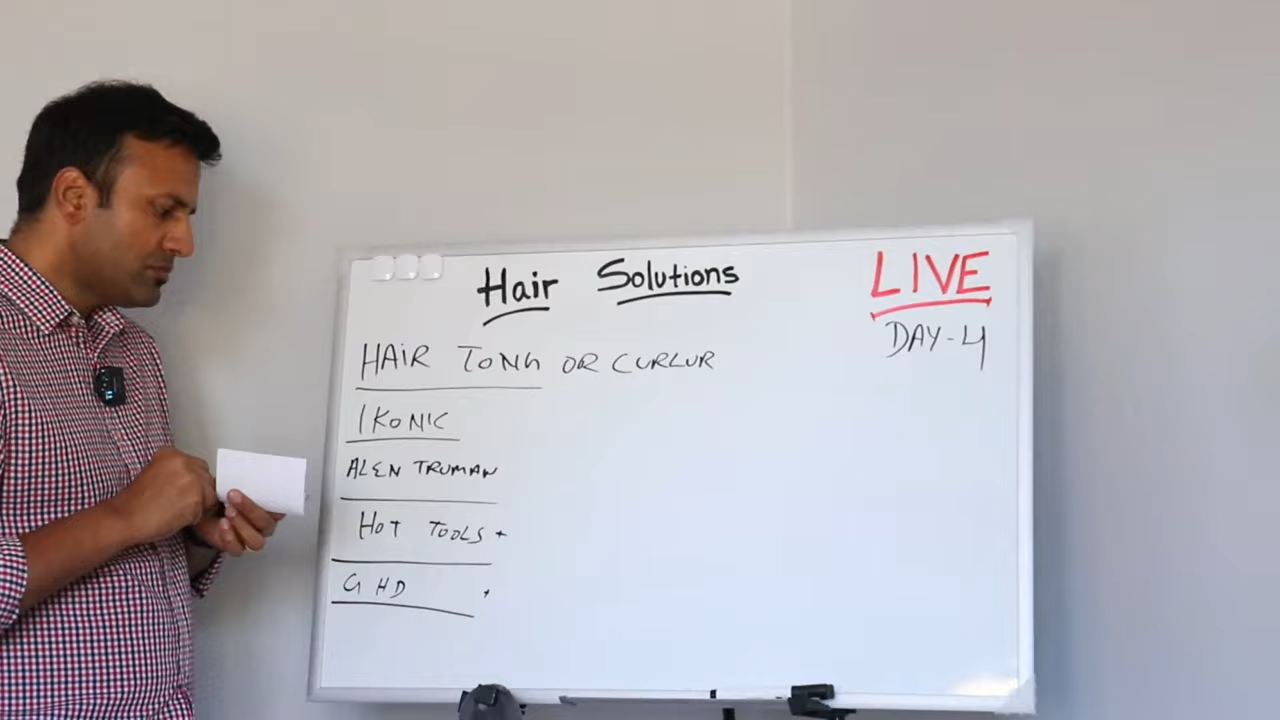 Hair Solutions
LIVE
DAY-4
HAIR TONG OR CURLUR
IKONIC
ALEN TRUMAN
HOT TOOLS +
GHD